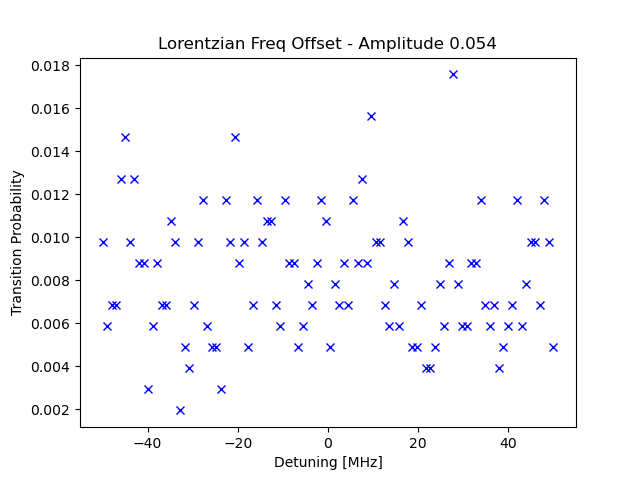 Lorentzian Freq Offset - Amplitude 0.054
Transition Probability
0.018
0.016
0.014
0.012
0.010
0.008
0.006
0.004
0.002
−40 −20 0 20 40
Detuning [MHz]